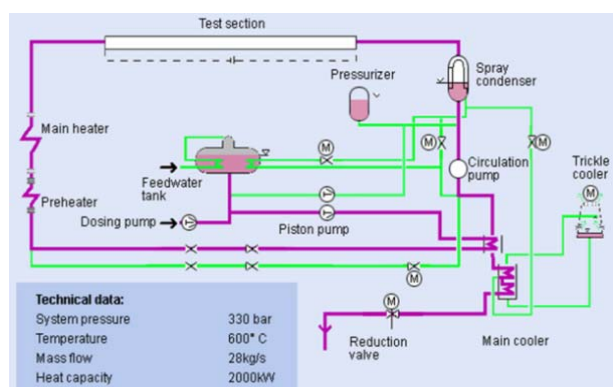 Test section
Pressurizer
Spray
condenser
M
M
M
Main heater
M
Circulation
pump
Trickle
cooler
M
Feedwater
tank
Preheater
Dosing pump
Piston pump
M
M
Reduction
valve
Main cooler
Technical data:
System pressure 330 bar
Temperature 600° C
Mass flow 28kg/s
Heat capacity 2000kW